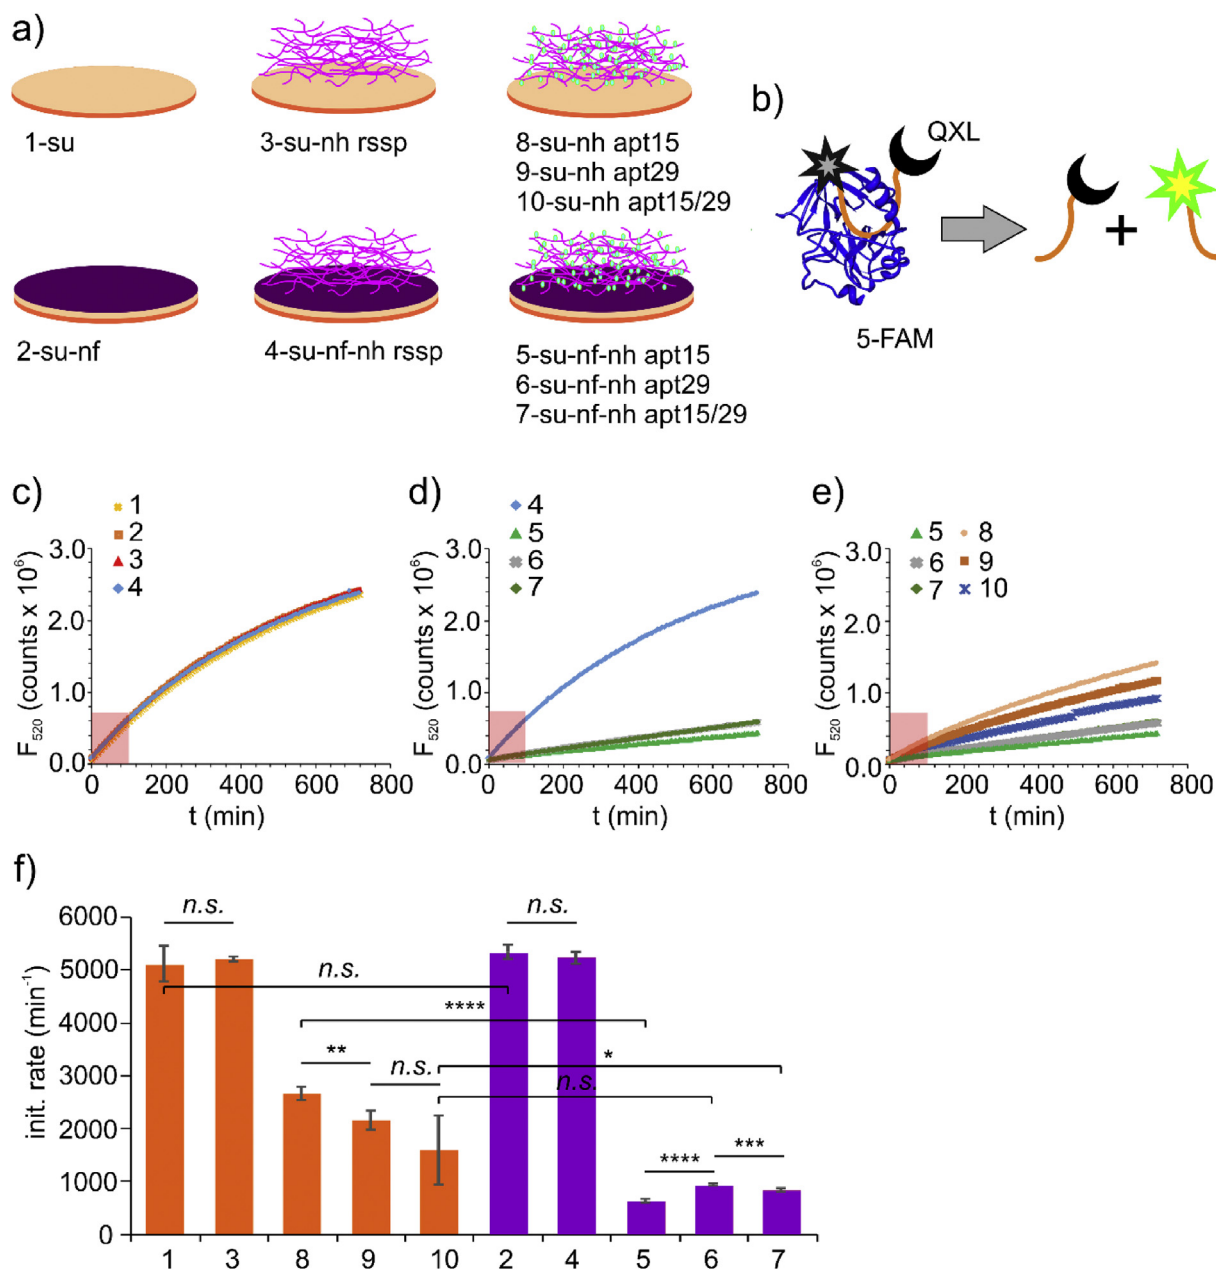 a)
1-su
3-su-nh rssp
8-su-nh apt15
9-su-nh apt29
10-su-nh apt15/29
2-su-nf
4-su-nf-nh rssp
5-su-nf-nh apt15
6-su-nf-nh apt29
7-su-nf-nh apt15/29
b)
QXL
+
5-FAM
c)
1
2
3
4
F520 (counts x 10⁶)
3.0
2.0
1.0
0.0
0 200 400 600 800
t (min)
d)
4
5
6
7
F520 (counts x 10⁶)
3.0
2.0
1.0
0.0
0 200 400 600 800
t (min)
e)
5 8
6 9
7 10
F520 (counts x 10⁶)
3.0
2.0
1.0
0.0
0 200 400 600 800
t (min)
f)
init. rate (min⁻¹)
6000
5000
4000
3000
2000
1000
0
n.s.
n.s.
n.s.
****
**
n.s.
*
n.s.
****
***
1 3 8 9 10 2 4 5 6 7